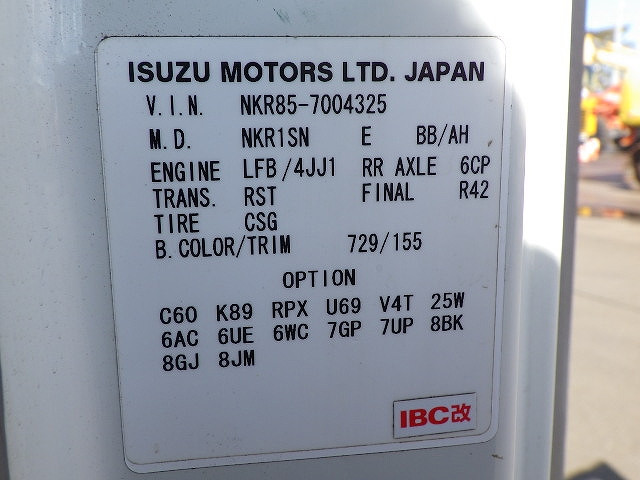 ISUZU MOTORS LTD. JAPAN
V.I.N. NKR85-7004325
M.D. NKR1SN E BB/AH
ENGINE LFB/4JJ1 RR AXLE 6CP
TRANS. RST FINAL R42
TIRE CSG
B.COLOR/TRIM 729/155
OPTION
C60 K89 RPX U69 V4T 25W
6AC 6UE 6WC 7GP 7UP 8BK
8GJ 8JM
IBC改